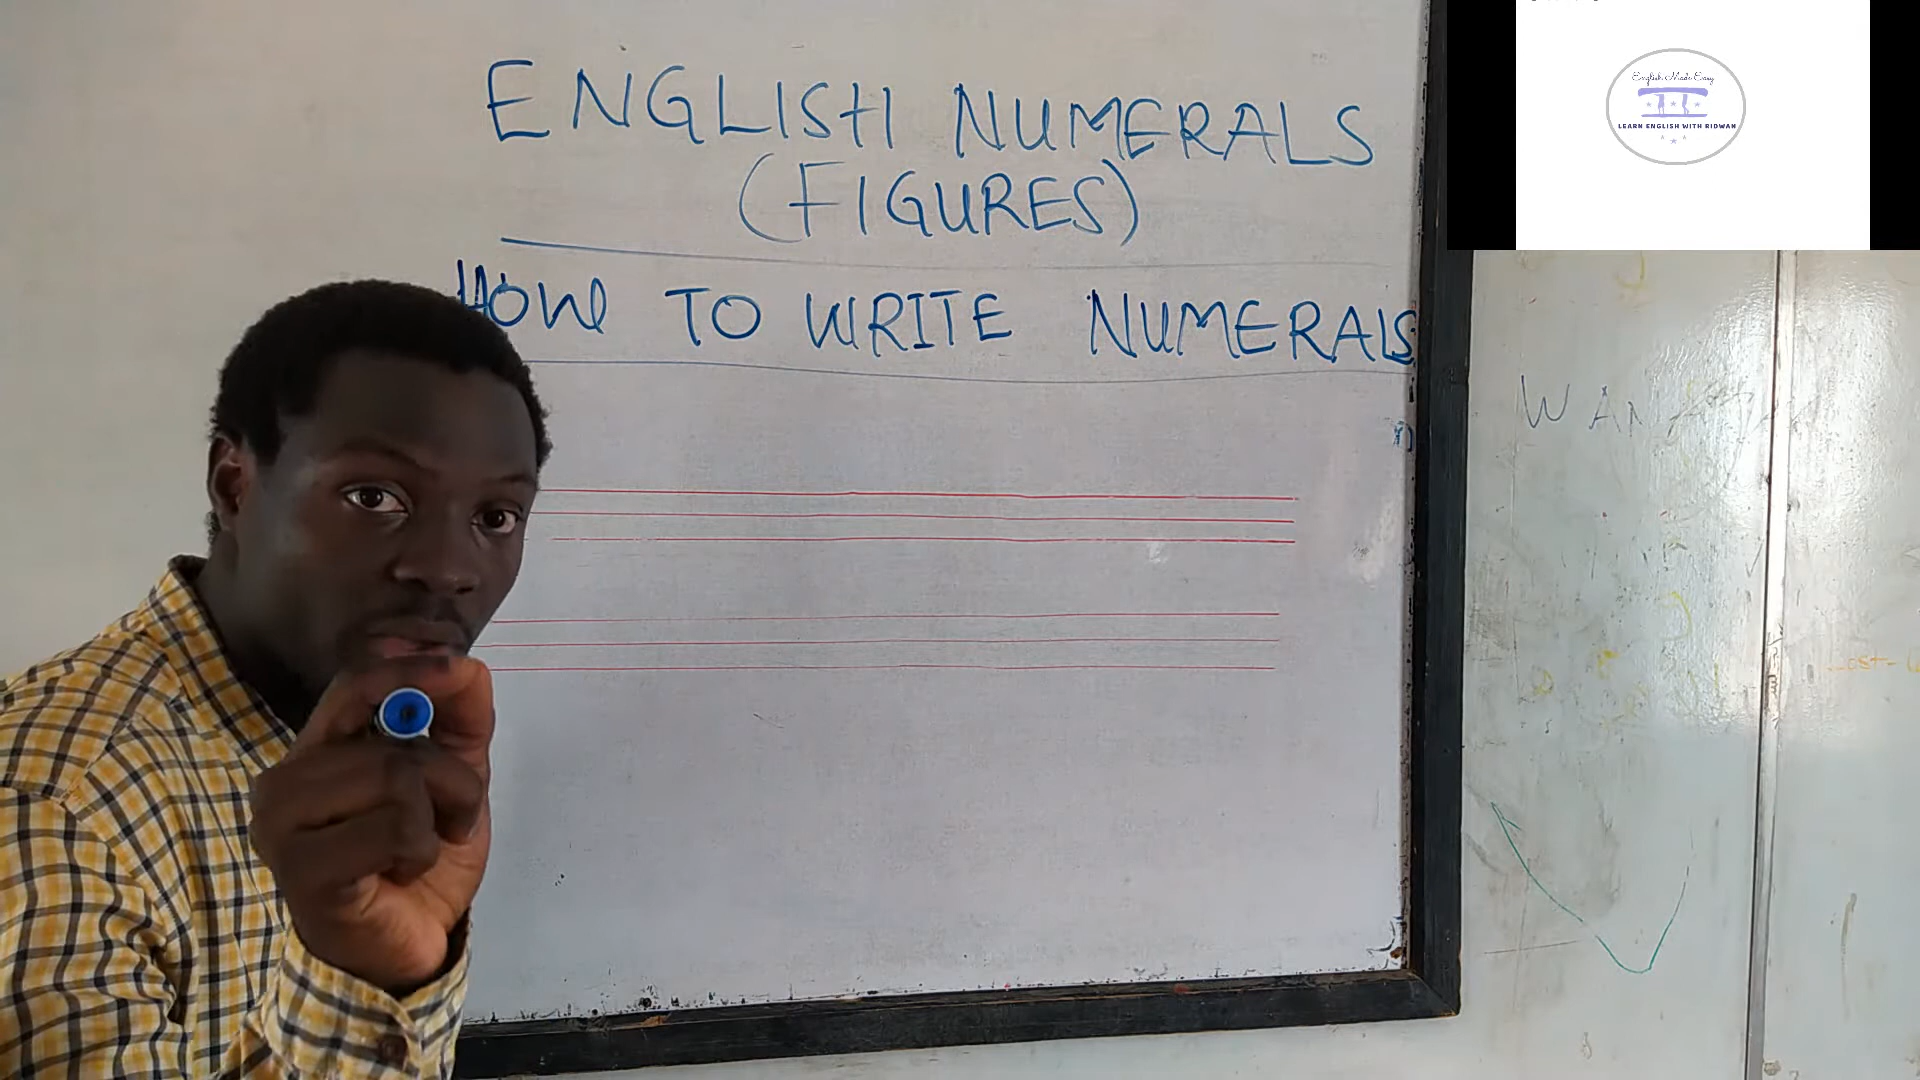 ENGLISH NUMERALS
(FIGURES)
HOW TO WRITE NUMERALS
English Made Easy
LEARN ENGLISH WITH RIDWAN